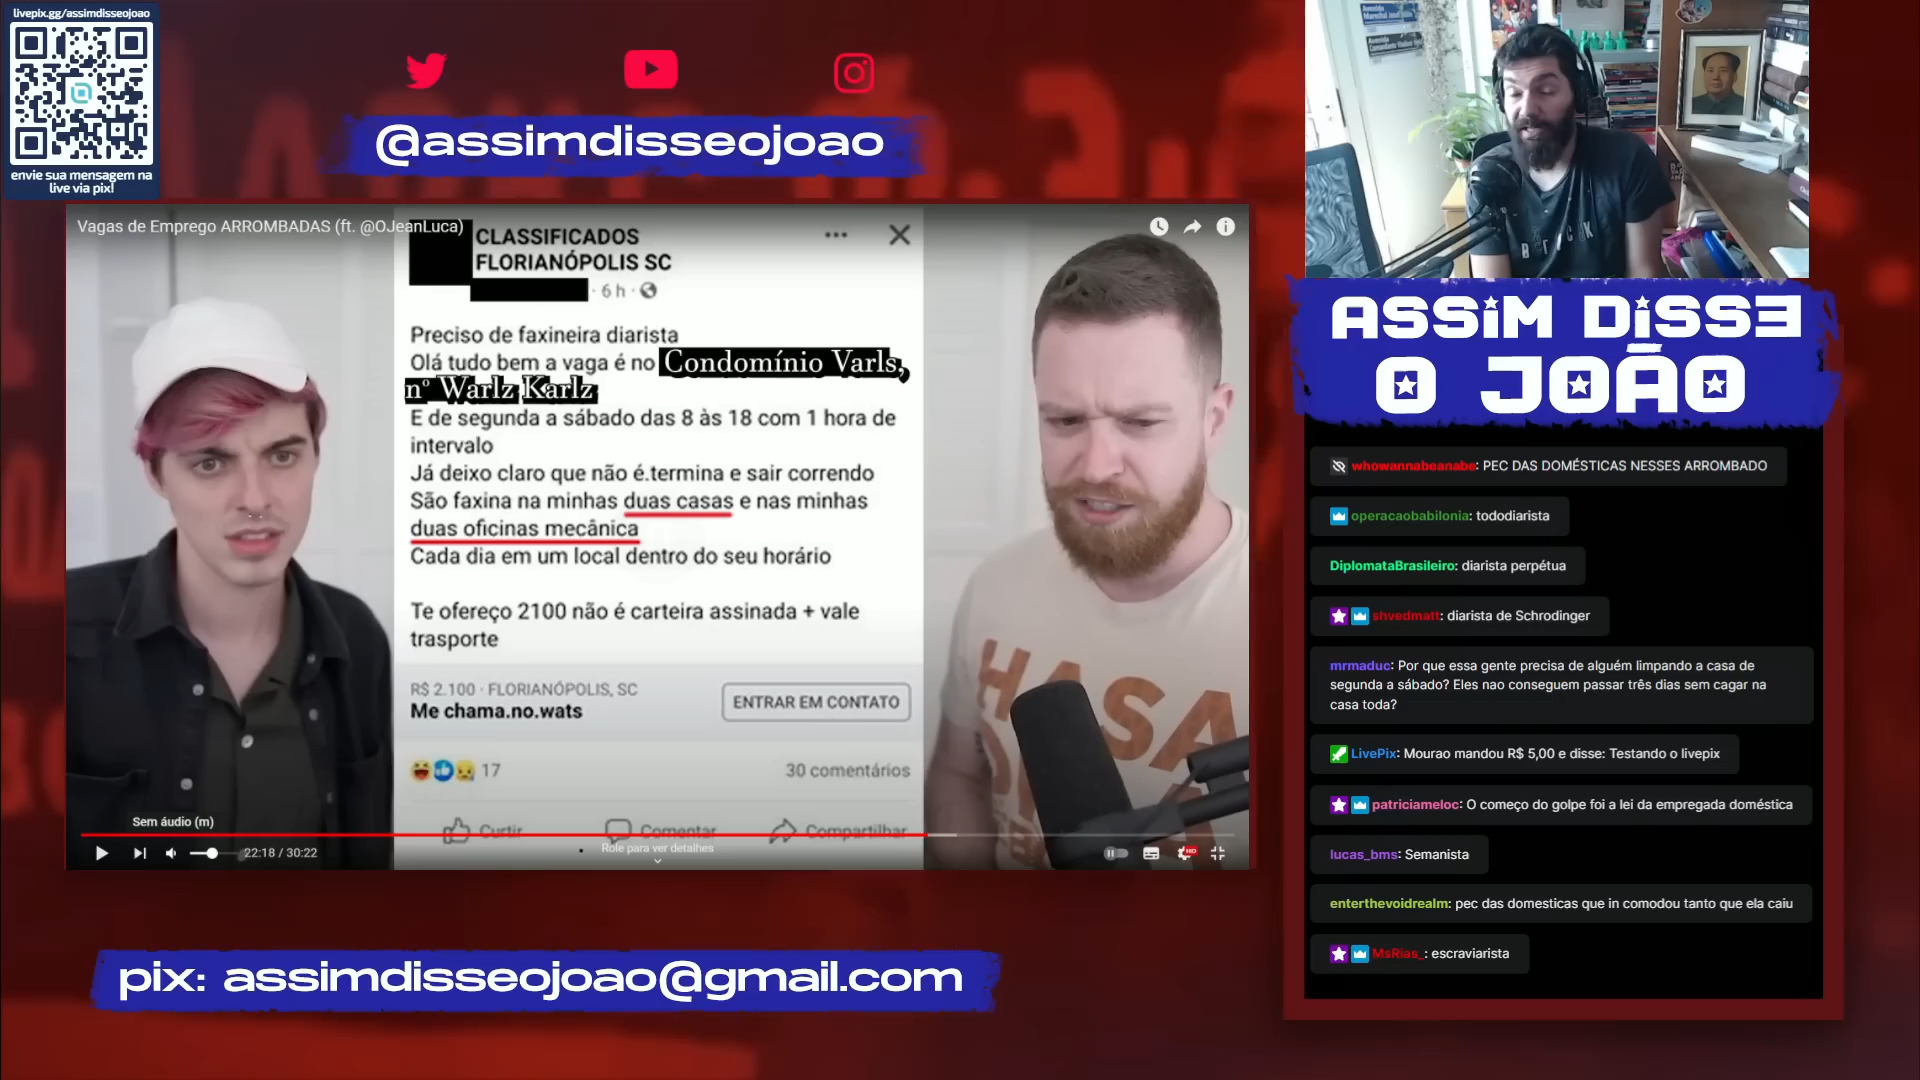 livepix.gg/assimdisseojoao
envie sua mensagem na
live via pix!
@assimdisseojoao
Vagas de Emprego ARROMBADAS (ft. @OJeanLuca)
CLASSIFICADOS
FLORIANÓPOLIS SC
· 6 h ·
Preciso de faxineira diarista
Olá tudo bem a vaga é no Condomínio Varls,
nº Warlz Karlz
E de segunda a sábado das 8 às 18 com 1 hora de
intervalo
Já deixo claro que não é.termina e sair correndo
São faxina na minhas duas casas e nas minhas
duas oficinas mecânica
Cada dia em um local dentro do seu horário
Te ofereço 2100 não é carteira assinada + vale
trasporte
R$ 2.100 · FLORIANÓPOLIS, SC
Me chama.no.wats
ENTRAR EM CONTATO
17
30 comentários
Curtir
Comentar
Compartilhar
Sem áudio (m)
Role para ver detalhes
22:18 / 30:22
HD
HASA
pix: assimdisseojoao@gmail.com
ASSIM DISSE
O JOÃO
whowannabeanabe: PEC DAS DOMÉSTICAS NESSES ARROMBADO
operacaobabilonia: tododiarista
DiplomataBrasileiro: diarista perpétua
shvedmatt: diarista de Schrodinger
mrmaduc: Por que essa gente precisa de alguém limpando a casa de
segunda a sábado? Eles nao conseguem passar três dias sem cagar na
casa toda?
LivePix: Mourao mandou R$ 5,00 e disse: Testando o livepix
patriciameloc: O começo do golpe foi a lei da empregada doméstica
lucas_bms: Semanista
enterthevoidrealm: pec das domesticas que in comodou tanto que ela caiu
MsRias_: escraviarista